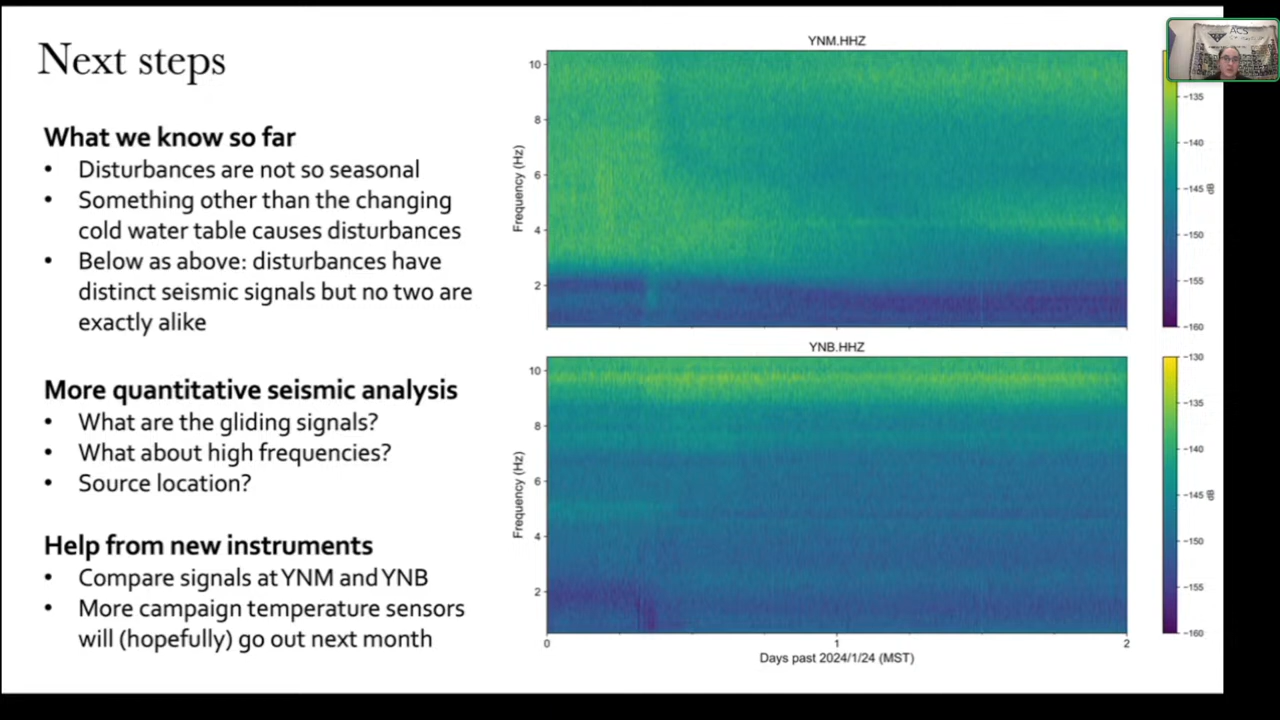 Next steps
What we know so far
• Disturbances are not so seasonal
• Something other than the changing
cold water table causes disturbances
• Below as above: disturbances have
distinct seismic signals but no two are
exactly alike
More quantitative seismic analysis
• What are the gliding signals?
• What about high frequencies?
• Source location?
Help from new instruments
• Compare signals at YNM and YNB
• More campaign temperature sensors
will (hopefully) go out next month
YNM.HHZ
Frequency (Hz)
10
8
6
4
2
−135
−140
−145
−150
−155
−160
dB
YNB.HHZ
Frequency (Hz)
10
8
6
4
2
0
1
2
Days past 2024/1/24 (MST)
−130
−135
−140
−145
−150
−155
−160
dB
ACS